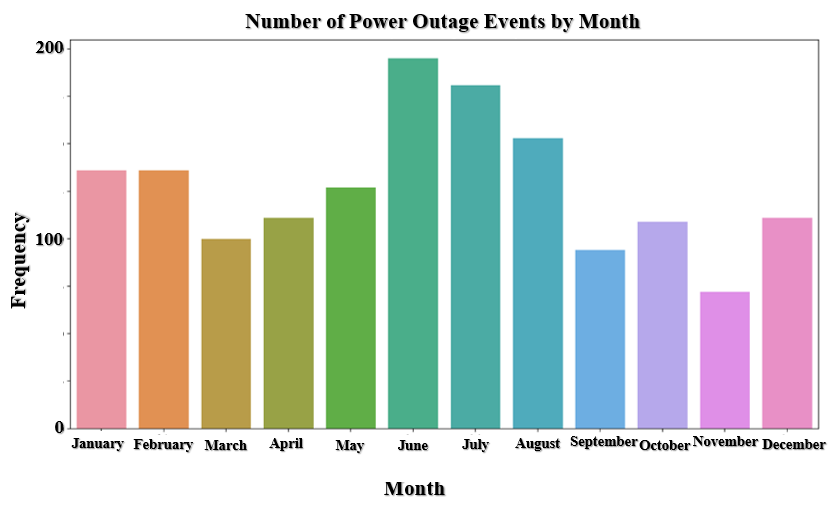 Number of Power Outage Events by Month
200
100
0
Frequency
January February March April May June July August September October November December
Month